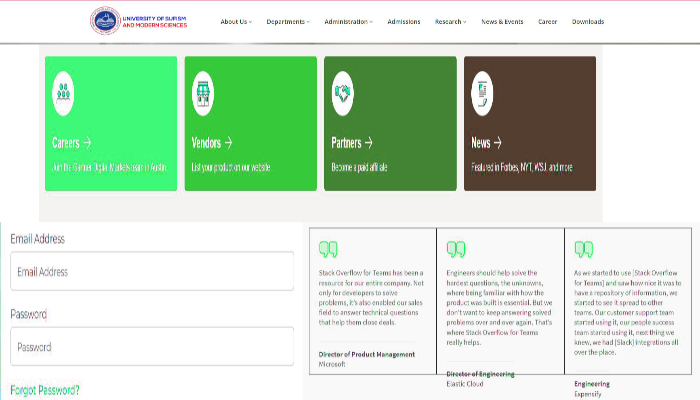 UNIVERSITY OF SUFISM
AND MODERN SCIENCES
About Us
Departments
Administration
Admissions
Research
News & Events
Career
Downloads
Careers →
Join the Gartner Digital Markets team in Austin.
Vendors →
List your product on our website
Partners →
Become a paid affiliate
News →
Featured in Forbes, NYT, WSJ, and more
Email Address
Email Address
Password
Password
Forgot Password?
Stack Overflow for Teams has been a
resource for our entire company. Not
only for developers to solve
problems, it's also enabled our sales
field to answer technical questions
that help them close deals.
Director of Product Management
Microsoft
Engineers should help solve the
hardest questions, the unknowns,
where being familiar with how the
product was built is essential. But we
don't want to keep answering solved
problems over and over again. That's
where Stack Overflow for Teams
really helps.
Director of Engineering
Elastic Cloud
As we started to use [Stack Overflow
for Teams] and saw how nice it was to
have a repository of information, we
started to see it spread to other
teams. Our customer support team
started using it, our people success
team started using it, next thing we
knew, we had [Slack] integrations all
over the place.
Engineering
Expensify